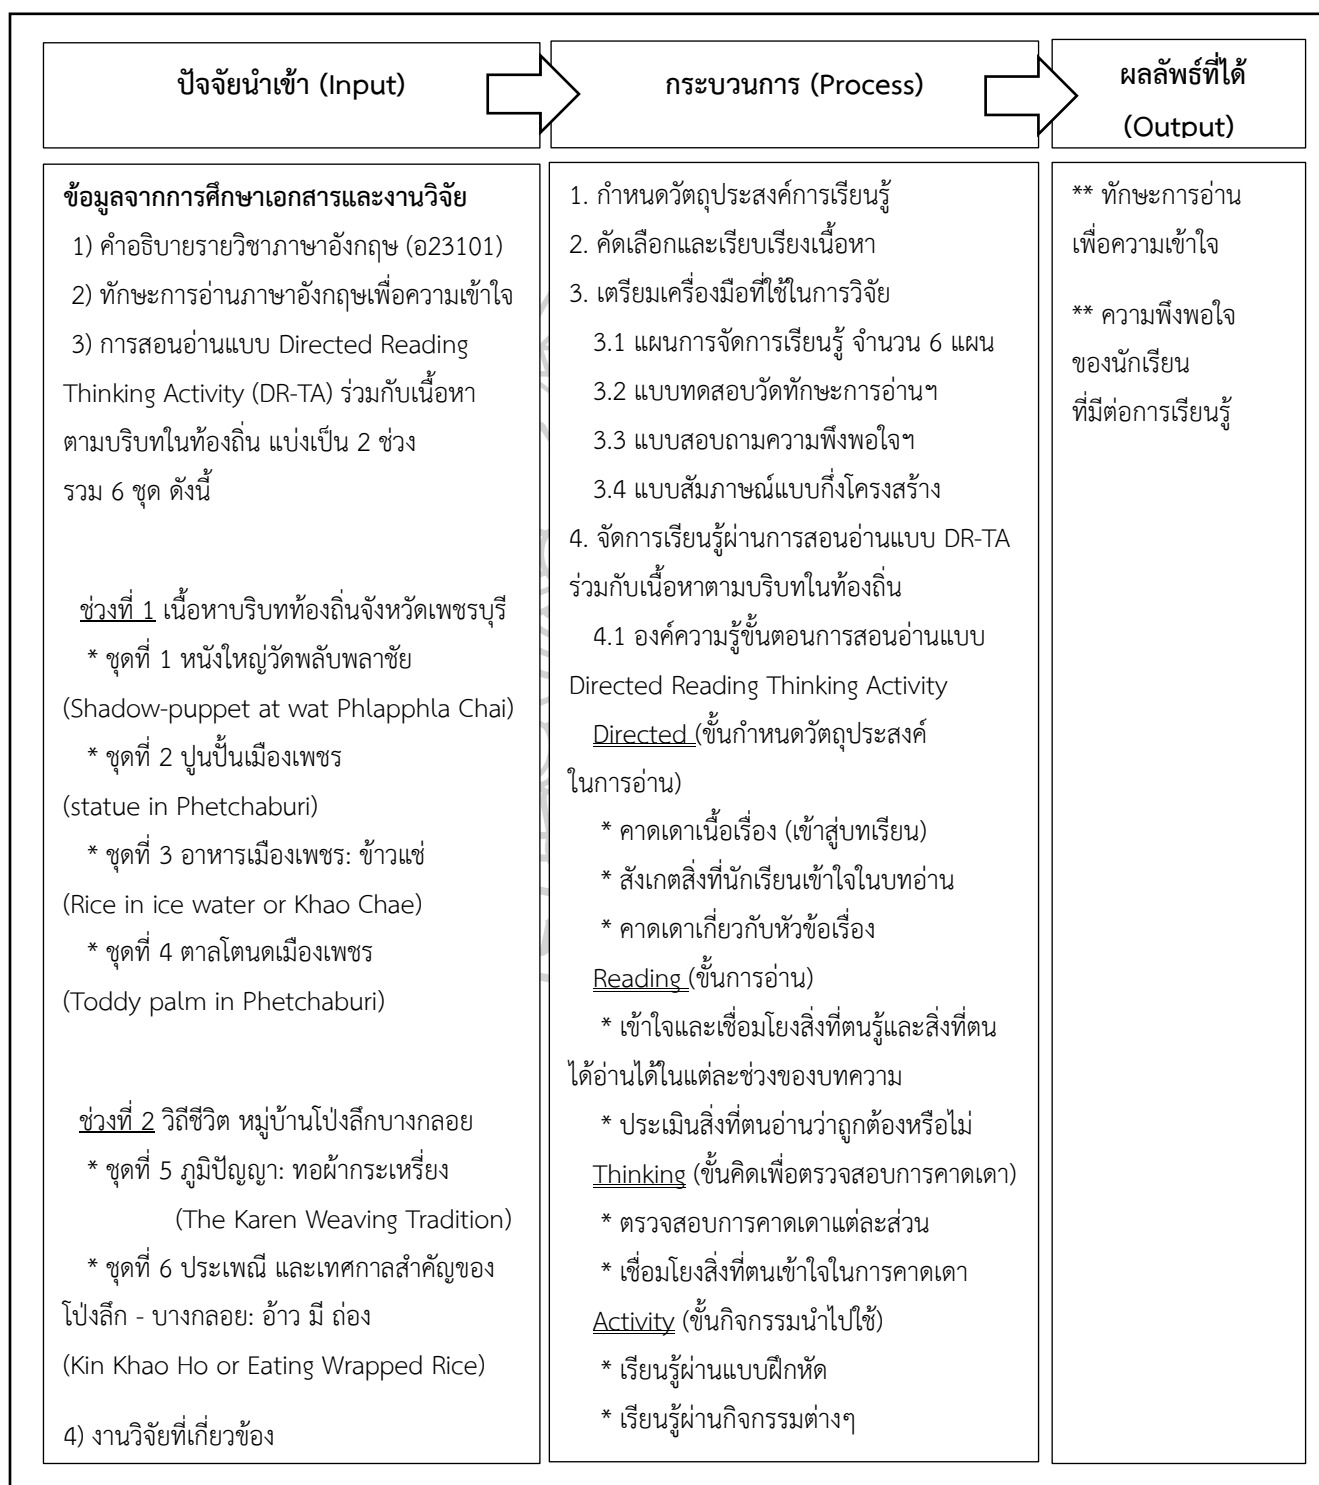 ปัจจัยนำเข้า (Input)
กระบวนการ (Process)
ผลลัพธ์ที่ได้
(Output)
ข้อมูลจากการศึกษาเอกสารและงานวิจัย
1) คำอธิบายรายวิชาภาษาอังกฤษ (อ23101)
2) ทักษะการอ่านภาษาอังกฤษเพื่อความเข้าใจ
3) การสอนอ่านแบบ Directed Reading
Thinking Activity (DR-TA) ร่วมกับเนื้อหา
ตามบริบทในท้องถิ่น แบ่งเป็น 2 ช่วง
รวม 6 ชุด ดังนี้
ช่วงที่ 1 เนื้อหาบริบทท้องถิ่นจังหวัดเพชรบุรี
* ชุดที่ 1 หนังใหญ่วัดพลับพลาชัย
(Shadow-puppet at wat Phlapphla Chai)
* ชุดที่ 2 ปูนปั้นเมืองเพชร
(statue in Phetchaburi)
* ชุดที่ 3 อาหารเมืองเพชร: ข้าวแช่
(Rice in ice water or Khao Chae)
* ชุดที่ 4 ตาลโตนดเมืองเพชร
(Toddy palm in Phetchaburi)
ช่วงที่ 2 วิถีชีวิต หมู่บ้านโป่งลึกบางกลอย
* ชุดที่ 5 ภูมิปัญญา: ทอผ้ากระเหรี่ยง
(The Karen Weaving Tradition)
* ชุดที่ 6 ประเพณี และเทศกาลสำคัญของ
โป่งลึก - บางกลอย: อ้าว มี ถ่อง
(Kin Khao Ho or Eating Wrapped Rice)
4) งานวิจัยที่เกี่ยวข้อง
1. กำหนดวัตถุประสงค์การเรียนรู้
2. คัดเลือกและเรียบเรียงเนื้อหา
3. เตรียมเครื่องมือที่ใช้ในการวิจัย
3.1 แผนการจัดการเรียนรู้ จำนวน 6 แผน
3.2 แบบทดสอบวัดทักษะการอ่านฯ
3.3 แบบสอบถามความพึงพอใจฯ
3.4 แบบสัมภาษณ์แบบกึ่งโครงสร้าง
4. จัดการเรียนรู้ผ่านการสอนอ่านแบบ DR-TA
ร่วมกับเนื้อหาตามบริบทในท้องถิ่น
4.1 องค์ความรู้ขั้นตอนการสอนอ่านแบบ
Directed Reading Thinking Activity
Directed (ขั้นกำหนดวัตถุประสงค์
ในการอ่าน)
* คาดเดาเนื้อเรื่อง (เข้าสู่บทเรียน)
* สังเกตสิ่งที่นักเรียนเข้าใจในบทอ่าน
* คาดเดาเกี่ยวกับหัวข้อเรื่อง
Reading (ขั้นการอ่าน)
* เข้าใจและเชื่อมโยงสิ่งที่ตนรู้และสิ่งที่ตน
ได้อ่านได้ในแต่ละช่วงของบทความ
* ประเมินสิ่งที่ตนอ่านว่าถูกต้องหรือไม่
Thinking (ขั้นคิดเพื่อตรวจสอบการคาดเดา)
* ตรวจสอบการคาดเดาแต่ละส่วน
* เชื่อมโยงสิ่งที่ตนเข้าใจในการคาดเดา
Activity (ขั้นกิจกรรมนำไปใช้)
* เรียนรู้ผ่านแบบฝึกหัด
* เรียนรู้ผ่านกิจกรรมต่างๆ
** ทักษะการอ่าน
เพื่อความเข้าใจ
** ความพึงพอใจ
ของนักเรียน
ที่มีต่อการเรียนรู้